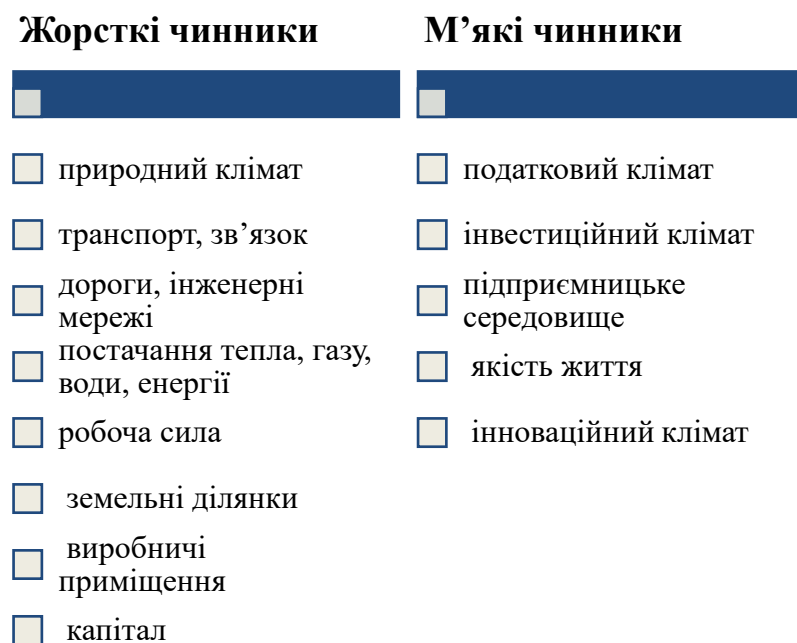 Жорсткі чинники
природний клімат
транспорт, зв’язок
дороги, інженерні
мережі
постачання тепла, газу,
води, енергії
робоча сила
земельні ділянки
виробничі
приміщення
капітал
М’які чинники
податковий клімат
інвестиційний клімат
підприємницьке
середовище
якість життя
інноваційний клімат